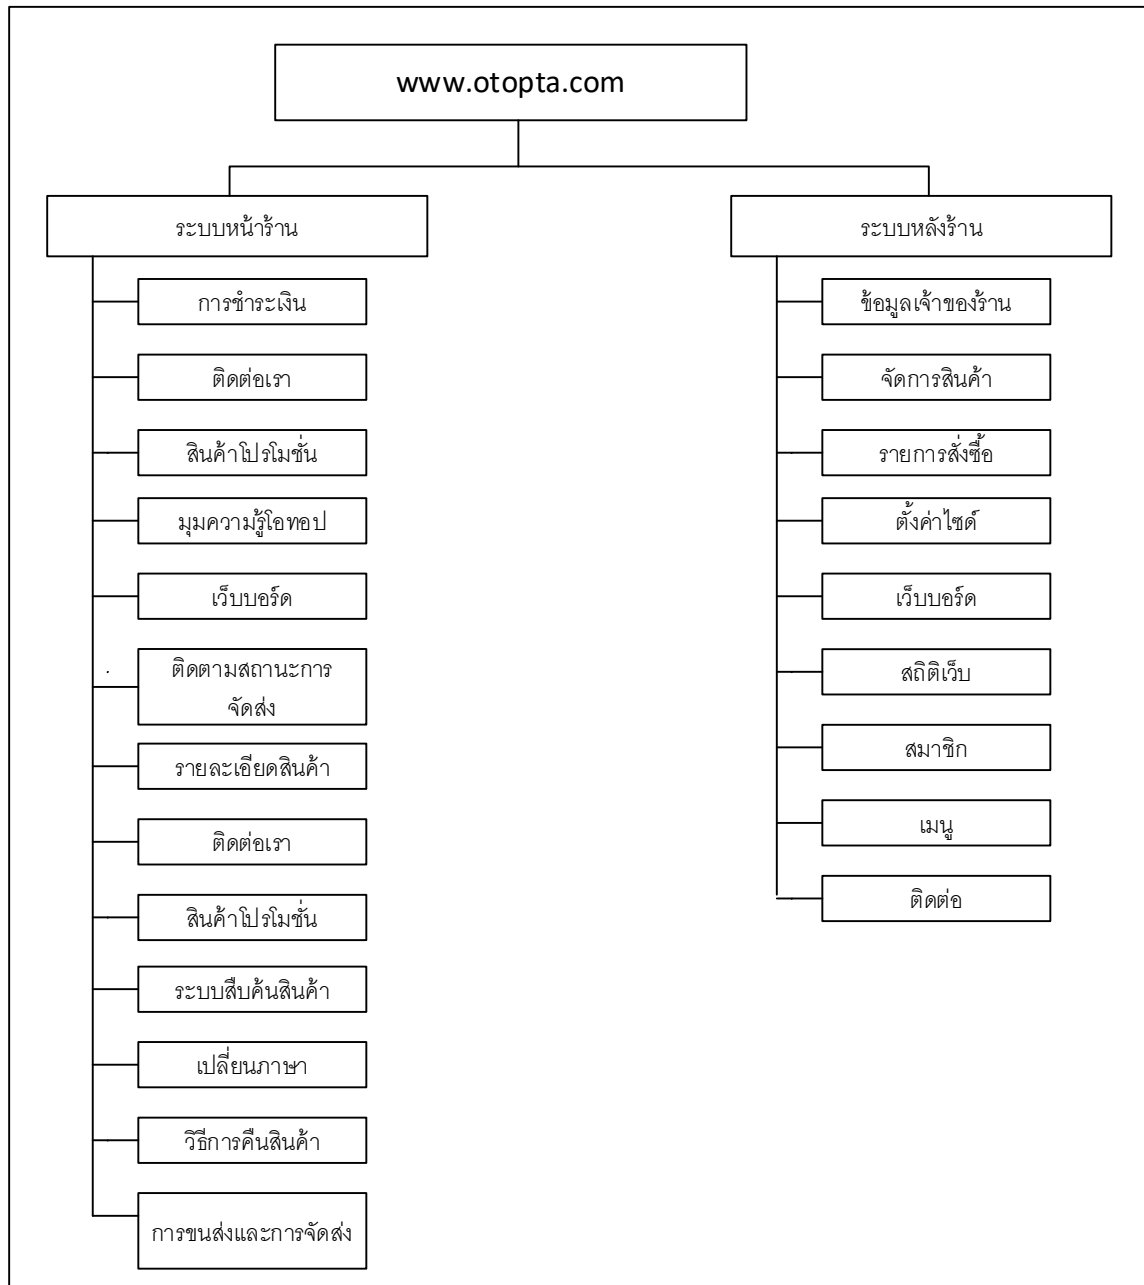 www.otopta.com
ระบบหน้าร้าน
การชำระเงิน
ติดต่อเรา
สินค้าโปรโมชั่น
มุมความรู้โอทอป
เว็บบอร์ด
ติดตามสถานะการ
จัดส่ง
รายละเอียดสินค้า
ติดต่อเรา
สินค้าโปรโมชั่น
ระบบสืบค้นสินค้า
เปลี่ยนภาษา
วิธีการคืนสินค้า
การขนส่งและการจัดส่ง
ระบบหลังร้าน
ข้อมูลเจ้าของร้าน
จัดการสินค้า
รายการสั่งซื้อ
ตั้งค่าไซด์
เว็บบอร์ด
สถิติเว็บ
สมาชิก
เมนู
ติดต่อ